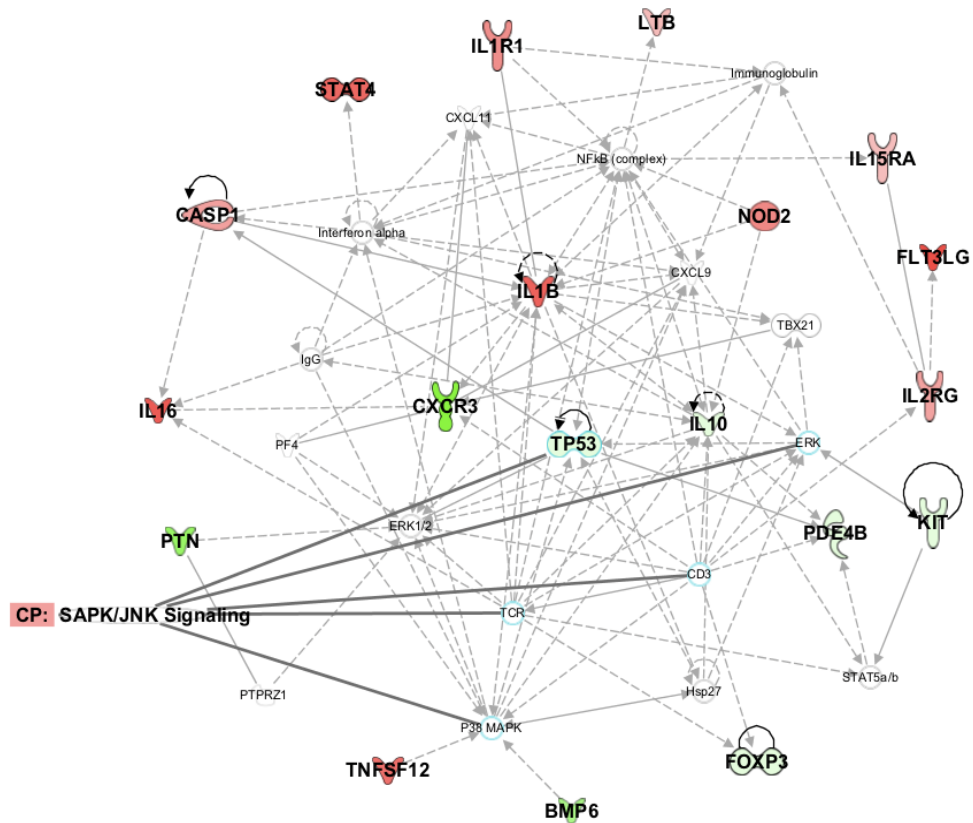 LTB
IL1R1
Immunoglobulin
STAT4
CXCL11
NFkB (complex)
IL15RA
CASP1
NOD2
Interferon alpha
FLT3LG
CXCL9
IL1B
TBX21
IgG
IL2RG
IL16
CXCR3
IL10
PF4
TP53
ERK
ERK1/2
KIT
PDE4B
PTN
CD3
CP: SAPK/JNK Signaling
TCR
STAT5a/b
PTPRZ1
Hsp27
P38 MAPK
FOXP3
TNFSF12
BMP6